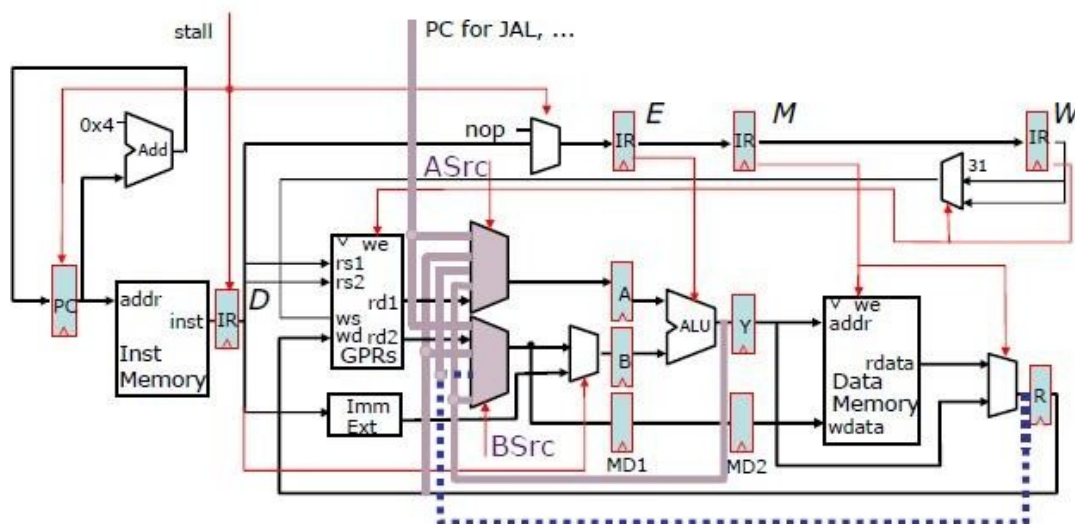 stall
PC for JAL, ...
E
M
W
0x4
Add
nop
IR
IR
IR
31
ASrc
we
rs1
rs2
rd1
ws
wd rd2
GPRs
PC
addr
inst
Inst
Memory
IR
D
A
B
ALU
Y
we
addr
rdata
Data
Memory
wdata
R
Imm
Ext
BSrc
MD1
MD2